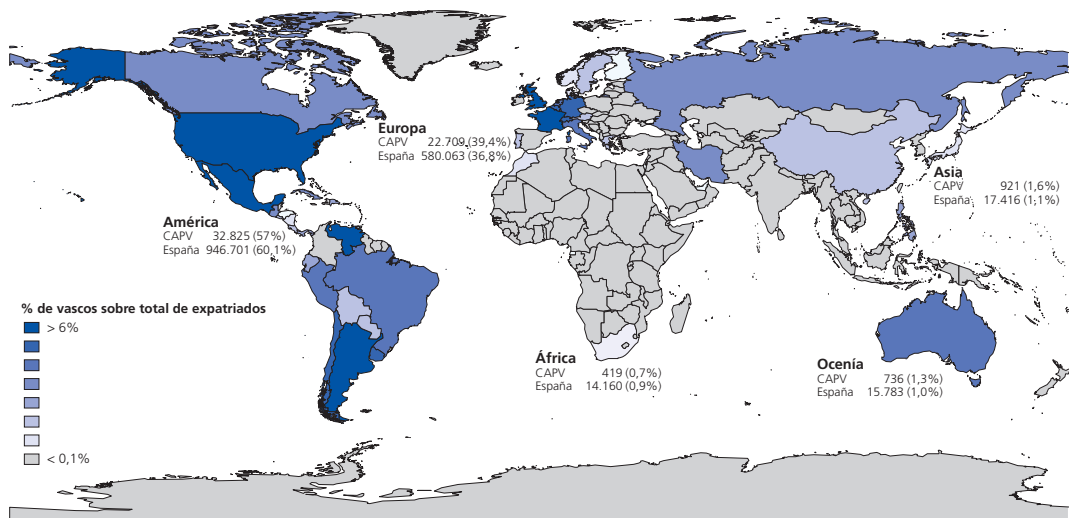 Europa
CAPV 22.709 (39,4%)
España 580.063 (36,8%)
Asia
CAPV 921 (1,6%)
España 17.416 (1,1%)
América
CAPV 32.825 (57%)
España 946.701 (60,1%)
% de vascos sobre total de expatriados
> 6%
< 0,1%
África
CAPV 419 (0,7%)
España 14.160 (0,9%)
Ocenía
CAPV 736 (1,3%)
España 15.783 (1,0%)